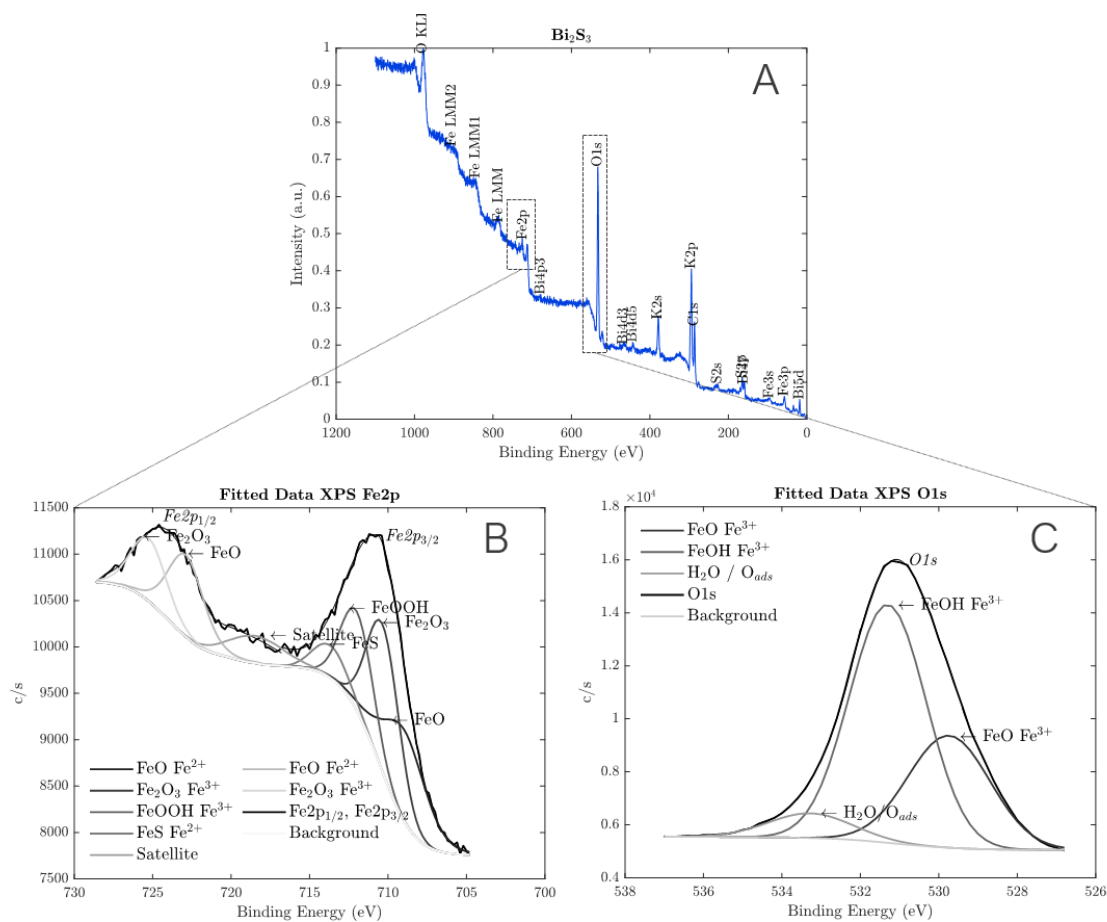 Bi₂S₃
A
Intensity (a.u.)
1
0.9
0.8
0.7
0.6
0.5
0.4
0.3
0.2
0.1
0
O KLL
Fe LMM2
Fe LMM1
Fe LMM
Fe2p
Bi4p3
O1s
Bi4d3
Bi4d5
K2s
K2p
C1s
S2s
S2p
Fe3s
Fe3p
Bi5d
1200 1000 800 600 400 200 0
Binding Energy (eV)
Fitted Data XPS Fe2p
B
c/s
11500
11000
10500
10000
9500
9000
8500
8000
7500
Fe2p₁/₂
←Fe₂O₃
←FeO
Fe2p₃/₂
←FeOOH
←Fe₂O₃
←Satellite
←FeS
←FeO
FeO Fe²⁺
Fe₂O₃ Fe³⁺
FeOOH Fe³⁺
FeS Fe²⁺
Satellite
FeO Fe²⁺
Fe₂O₃ Fe³⁺
Fe2p₁/₂, Fe2p₃/₂
Background
730 725 720 715 710 705 700
Binding Energy (eV)
Fitted Data XPS O1s
C
×10⁴
c/s
1.8
1.6
1.4
1.2
1
0.8
0.6
0.4
FeO Fe³⁺
FeOH Fe³⁺
H₂O / Oₐdₛ
O1s
Background
O1s
←FeOH Fe³⁺
←FeO Fe³⁺
←H₂O/Oₐdₛ
538 536 534 532 530 528 526
Binding Energy (eV)